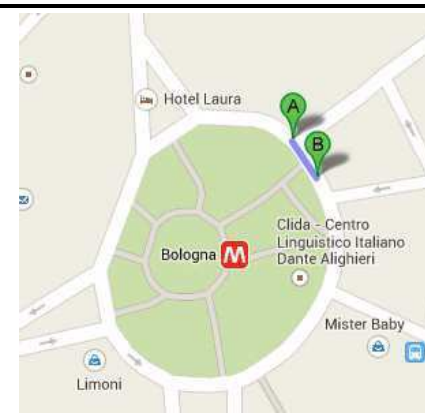 A
Hotel Laura
B
Clida - Centro
Linguistico Italiano
Dante Alighieri
Bologna M
Mister Baby
Limoni